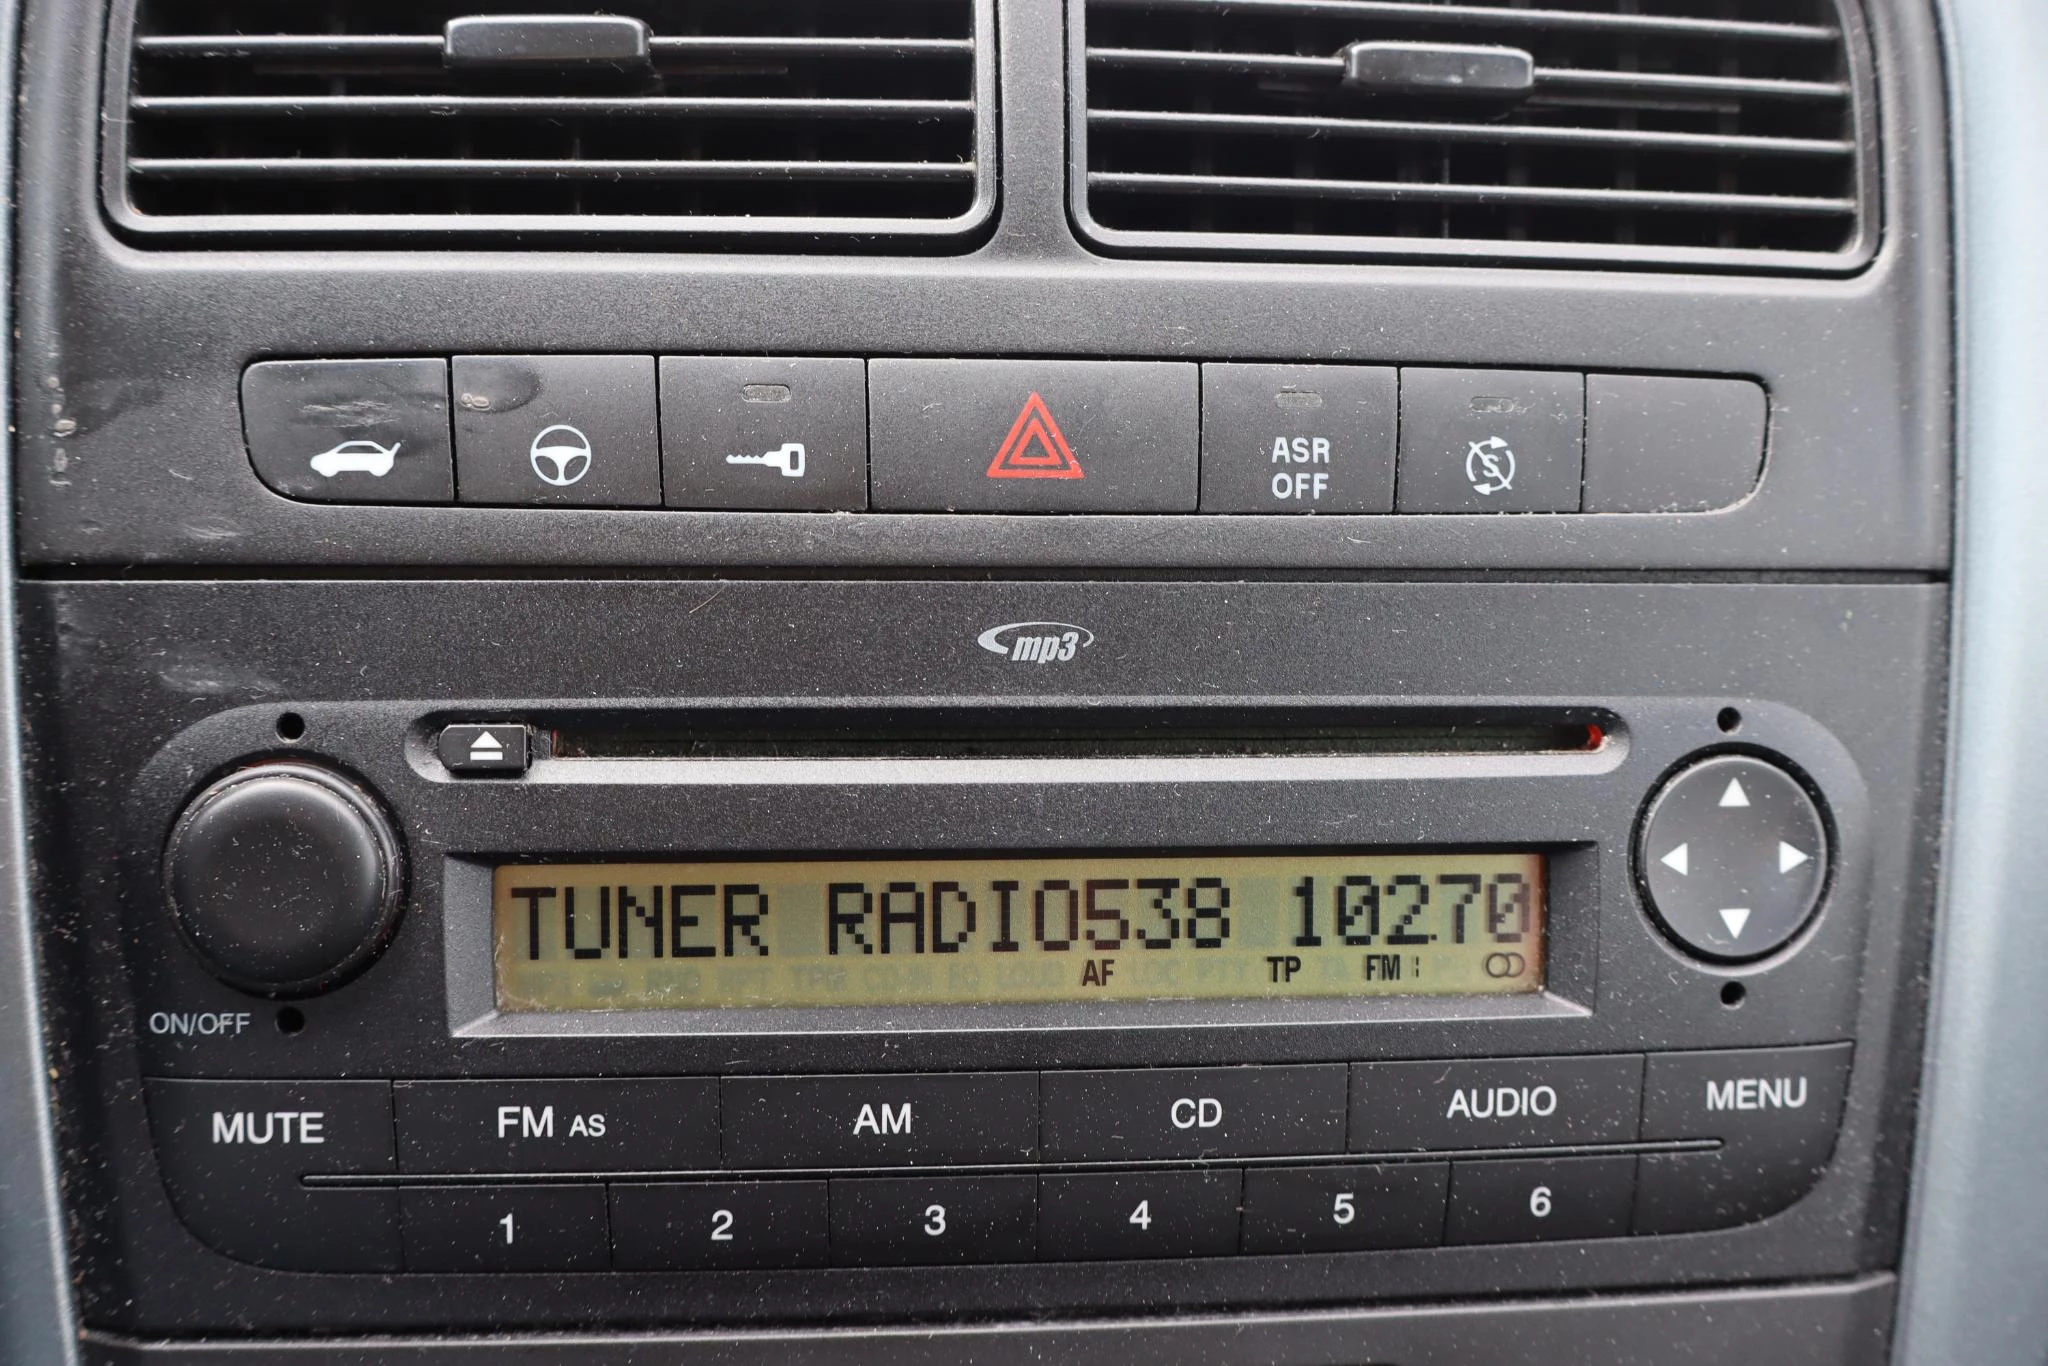 ASR
OFF
S
mp3
TUNER RADIO538 10270
AF TP FM
ON/OFF
MUTE FM AS AM CD AUDIO MENU
1 2 3 4 5 6